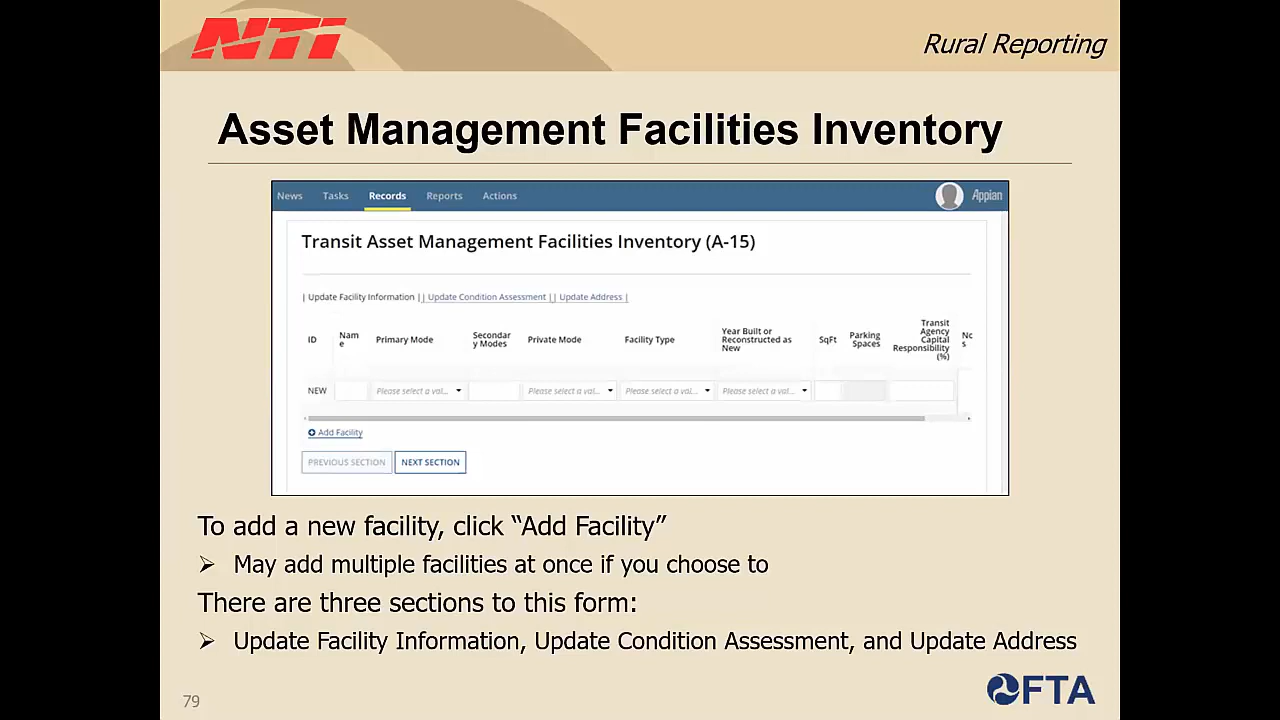 NTI
Rural Reporting
Asset Management Facilities Inventory
News Tasks Records Reports Actions Appian
Transit Asset Management Facilities Inventory (A-15)
| Update Facility Information || Update Condition Assessment || Update Address |
ID Nam
e Primary Mode Secondar
y Modes Private Mode Facility Type Year Built or
Reconstructed as
New SqFt Parking
Spaces Transit
Agency
Capital
Responsibility
(%) Nc
s
NEW Please select a val... Please select a val... Please select a val... Please select a val...
Add Facility
PREVIOUS SECTION NEXT SECTION
To add a new facility, click “Add Facility”
➢ May add multiple facilities at once if you choose to
There are three sections to this form:
➢ Update Facility Information, Update Condition Assessment, and Update Address
79
FTA